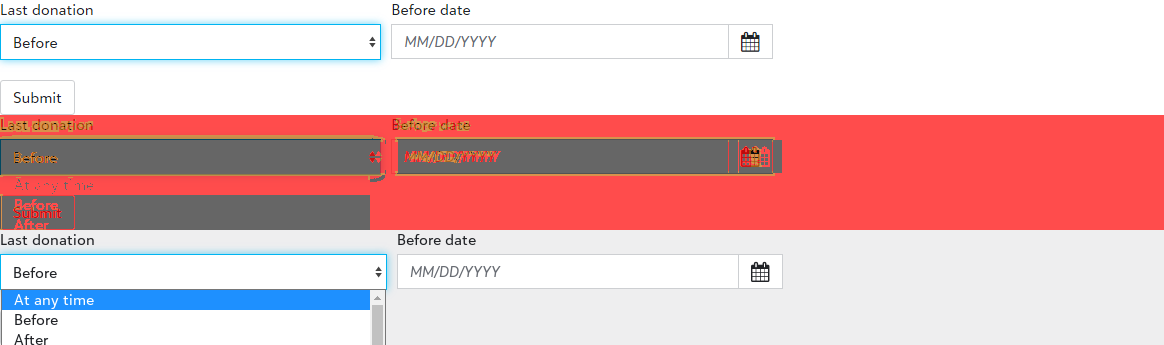 Last donation Before date
Before MM/DD/YYYY
Submit
Last donation Before date
Before MM/DD/YYYY
At any time
Before
Submit
After
Last donation Before date
Before MM/DD/YYYY
At any time
Before
After